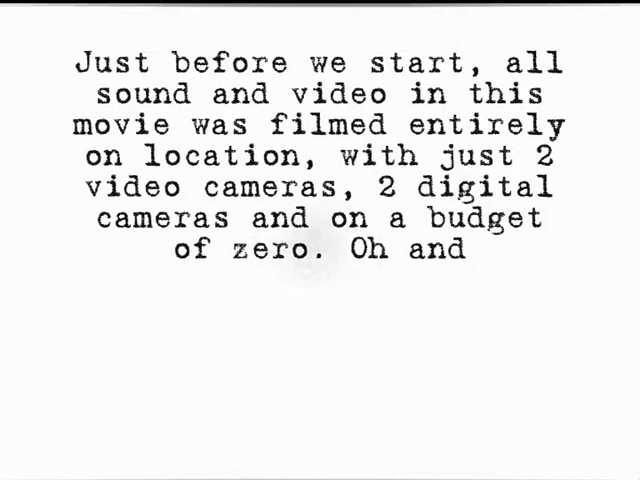 Just before we start, all
sound and video in this
movie was filmed entirely
on location, with just 2
video cameras, 2 digital
cameras and on a budget
of zero. Oh and